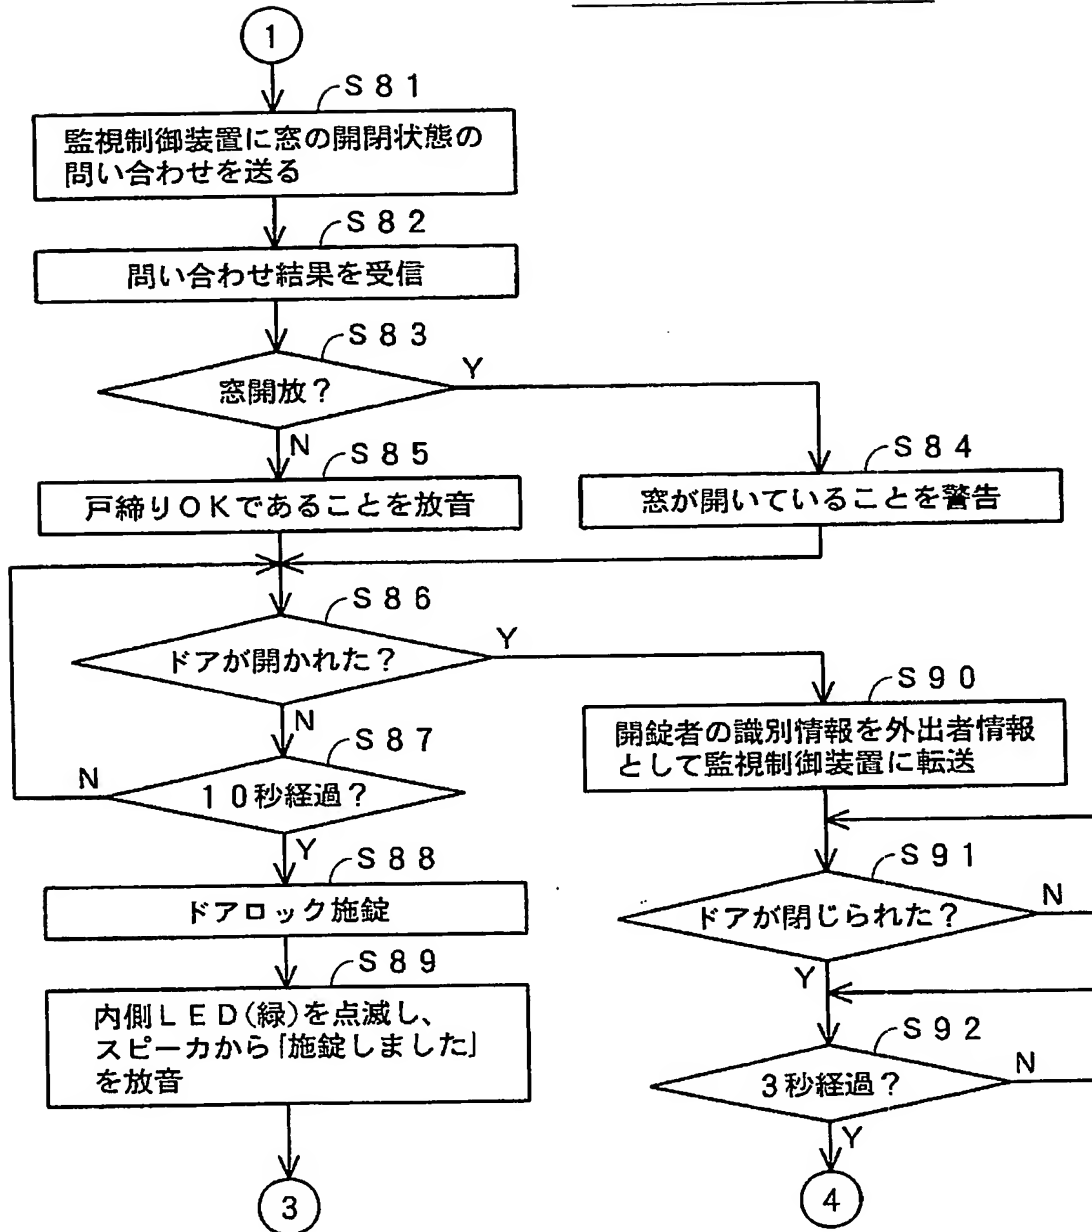 1
S81
監視制御装置に窓の開閉状態の
問い合わせを送る
S82
問い合わせ結果を受信
S83
窓開放？
Y
N
S85
戸締りOKであることを放音
S84
窓が開いていることを警告
S86
ドアが開かれた？
Y
N
S87
10秒経過？
N
Y
S88
ドアロック施錠
S89
内側LED(緑)を点滅し、
スピーカから「施錠しました」
を放音
3
S90
開錠者の識別情報を外出者情報
として監視制御装置に転送
S91
ドアが閉じられた？
N
Y
S92
3秒経過？
N
Y
4